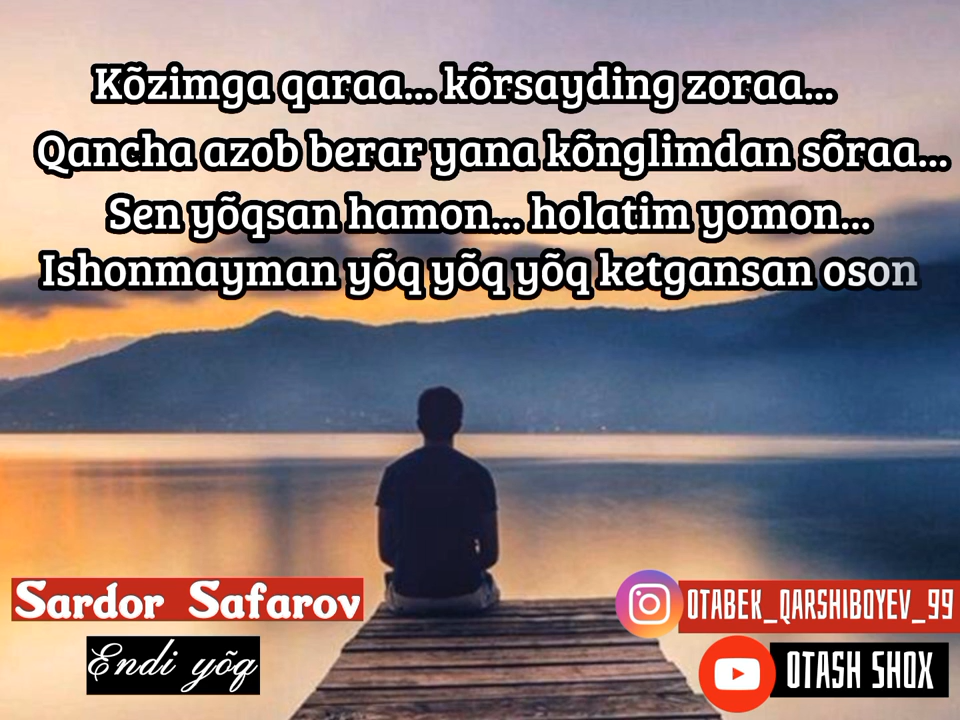 Kõzimga qaraa... kõrsayding zoraa...
Qancha azob berar yana kõnglimdan sõraa...
Sen yõqsan hamon... holatim yomon...
Ishonmayman yõq yõq yõq ketgansan oson
Sardor Safarov
Endi yõq
OTABEK_QARSHIBOYEV_99
OTASH SHOX